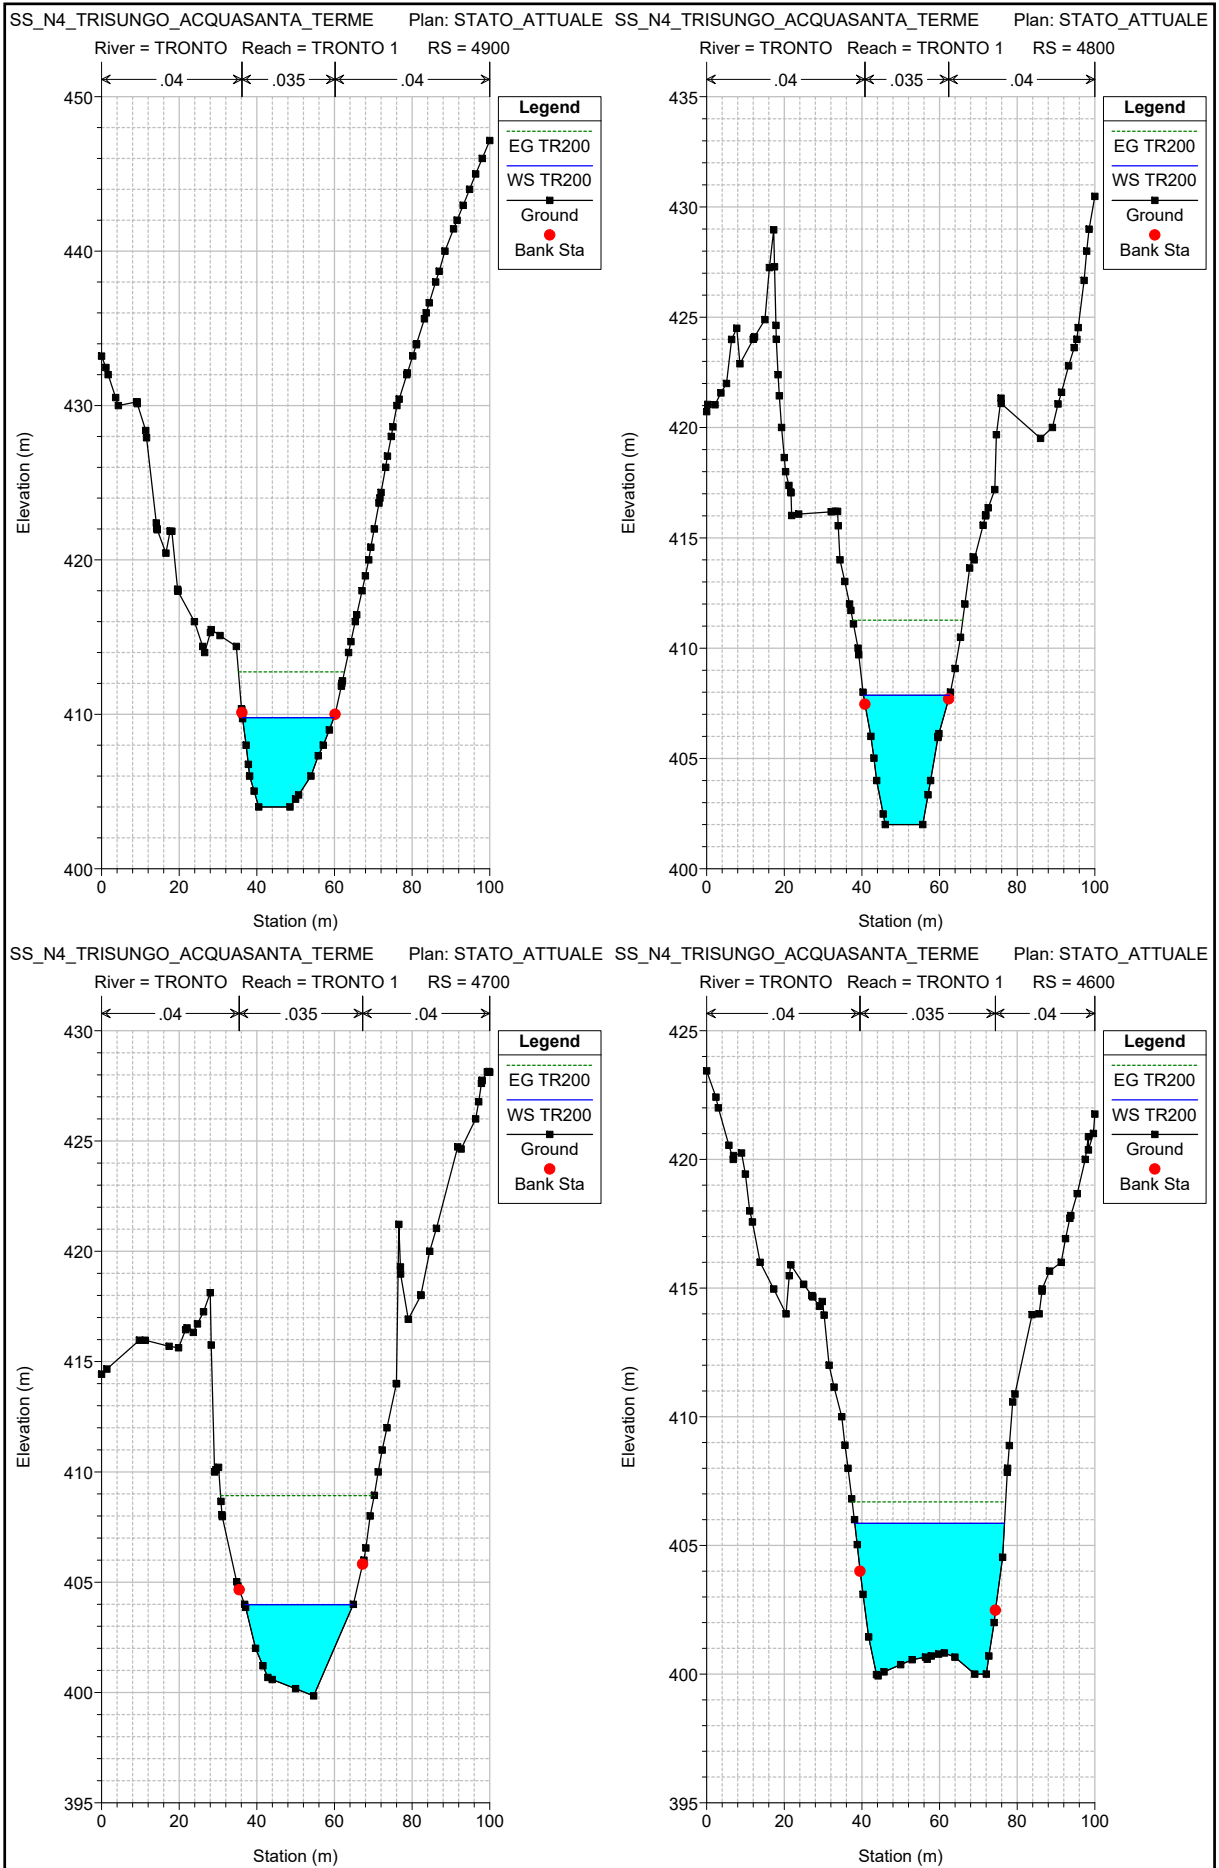 SS_N4_TRISUNGO_ACQUASANTA_TERME Plan: STATO_ATTUALE
River = TRONTO Reach = TRONTO 1 RS = 4900
.04 .035 .04
450
440
430
420
410
400
Elevation (m)
0 20 40 60 80 100
Station (m)
Legend
EG TR200
WS TR200
Ground
Bank Sta
SS_N4_TRISUNGO_ACQUASANTA_TERME Plan: STATO_ATTUALE
River = TRONTO Reach = TRONTO 1 RS = 4800
.04 .035 .04
435
430
425
420
415
410
405
400
Elevation (m)
0 20 40 60 80 100
Station (m)
Legend
EG TR200
WS TR200
Ground
Bank Sta
SS_N4_TRISUNGO_ACQUASANTA_TERME Plan: STATO_ATTUALE
River = TRONTO Reach = TRONTO 1 RS = 4700
.04 .035 .04
430
425
420
415
410
405
400
395
Elevation (m)
0 20 40 60 80 100
Station (m)
Legend
EG TR200
WS TR200
Ground
Bank Sta
SS_N4_TRISUNGO_ACQUASANTA_TERME Plan: STATO_ATTUALE
River = TRONTO Reach = TRONTO 1 RS = 4600
.04 .035 .04
425
420
415
410
405
400
395
Elevation (m)
0 20 40 60 80 100
Station (m)
Legend
EG TR200
WS TR200
Ground
Bank Sta